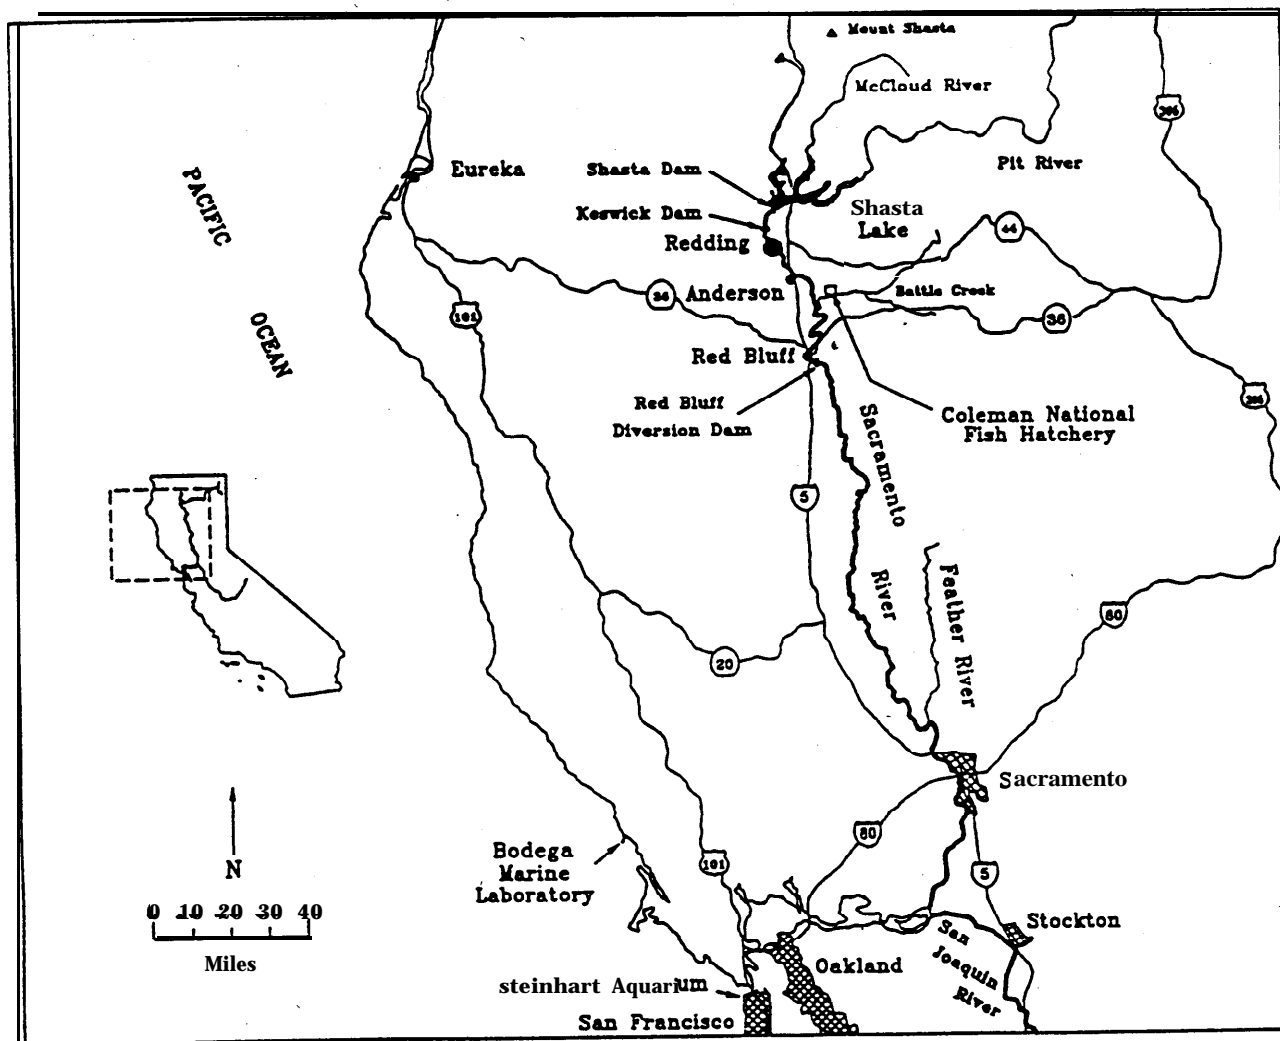 Mount Shasta
McCloud River
395
Pit River
Eureka
Shasta Dam
PACIFIC
OCEAN
Keswick Dam
Shasta
Lake
44
Redding
Anderson
36
Battle Creek
101
36
Red Bluff
Red Bluff
Diversion Dam
395
Coleman National
Fish Hatchery
Sacramento
River
5
Feather River
80
20
Sacramento
80
Bodega
Marine
Laboratory
101
5
N
0 10 20 30 40
Miles
Stockton
San
Joaquin
River
Oakland
steinhart Aquarium
San Francisco